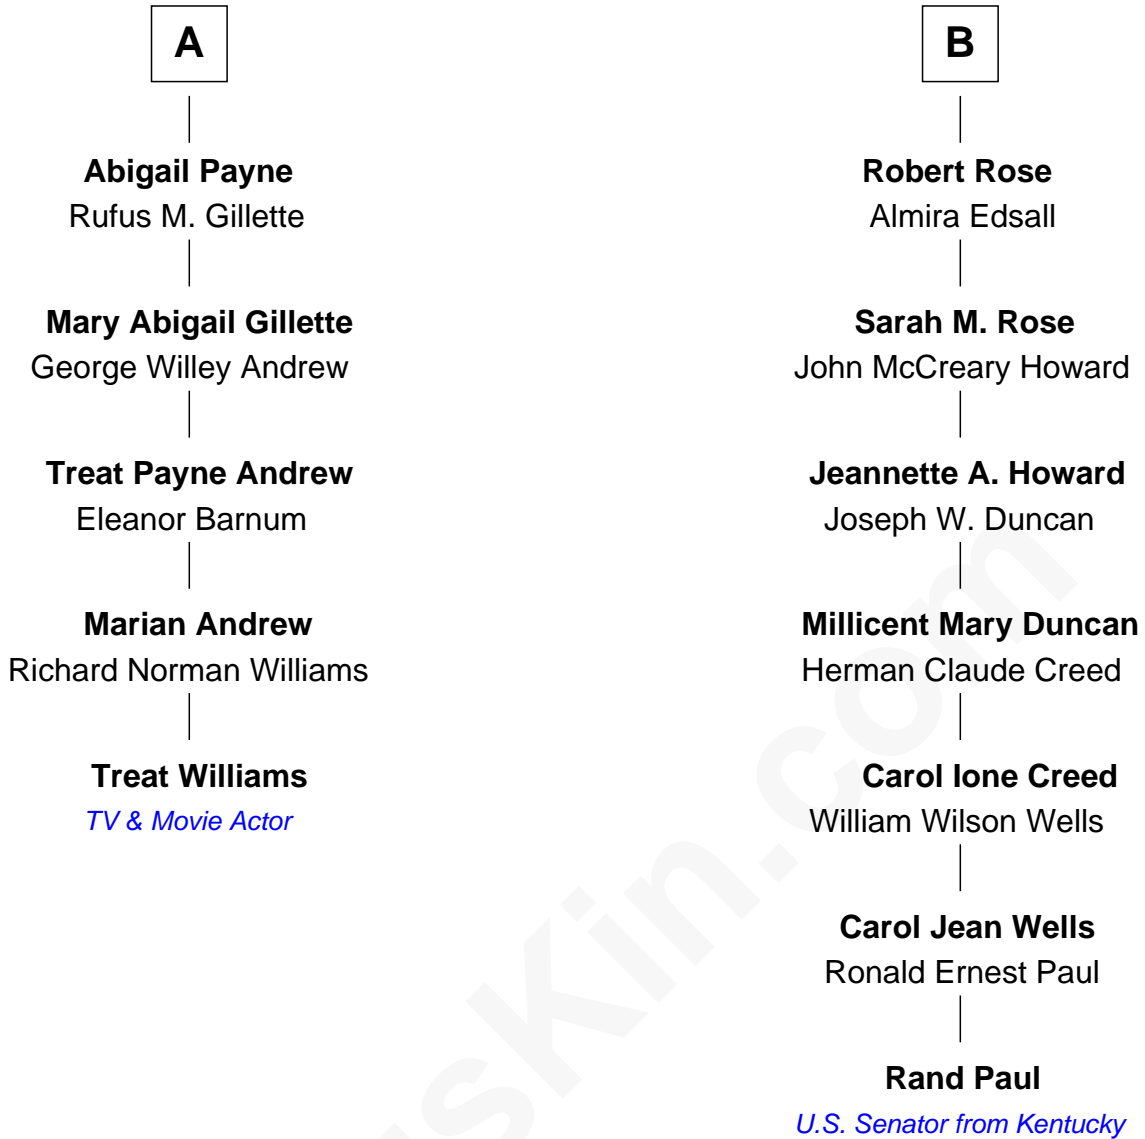 A
Abigail Payne
Rufus M. Gillette
Mary Abigail Gillette
George Willey Andrew
Treat Payne Andrew
Eleanor Barnum
Marian Andrew
Richard Norman Williams
Treat Williams
TV & Movie Actor
B
Robert Rose
Almira Edsall
Sarah M. Rose
John McCreary Howard
Jeannette A. Howard
Joseph W. Duncan
Millicent Mary Duncan
Herman Claude Creed
Carol Ione Creed
William Wilson Wells
Carol Jean Wells
Ronald Ernest Paul
Rand Paul
U.S. Senator from Kentucky
usKin.com